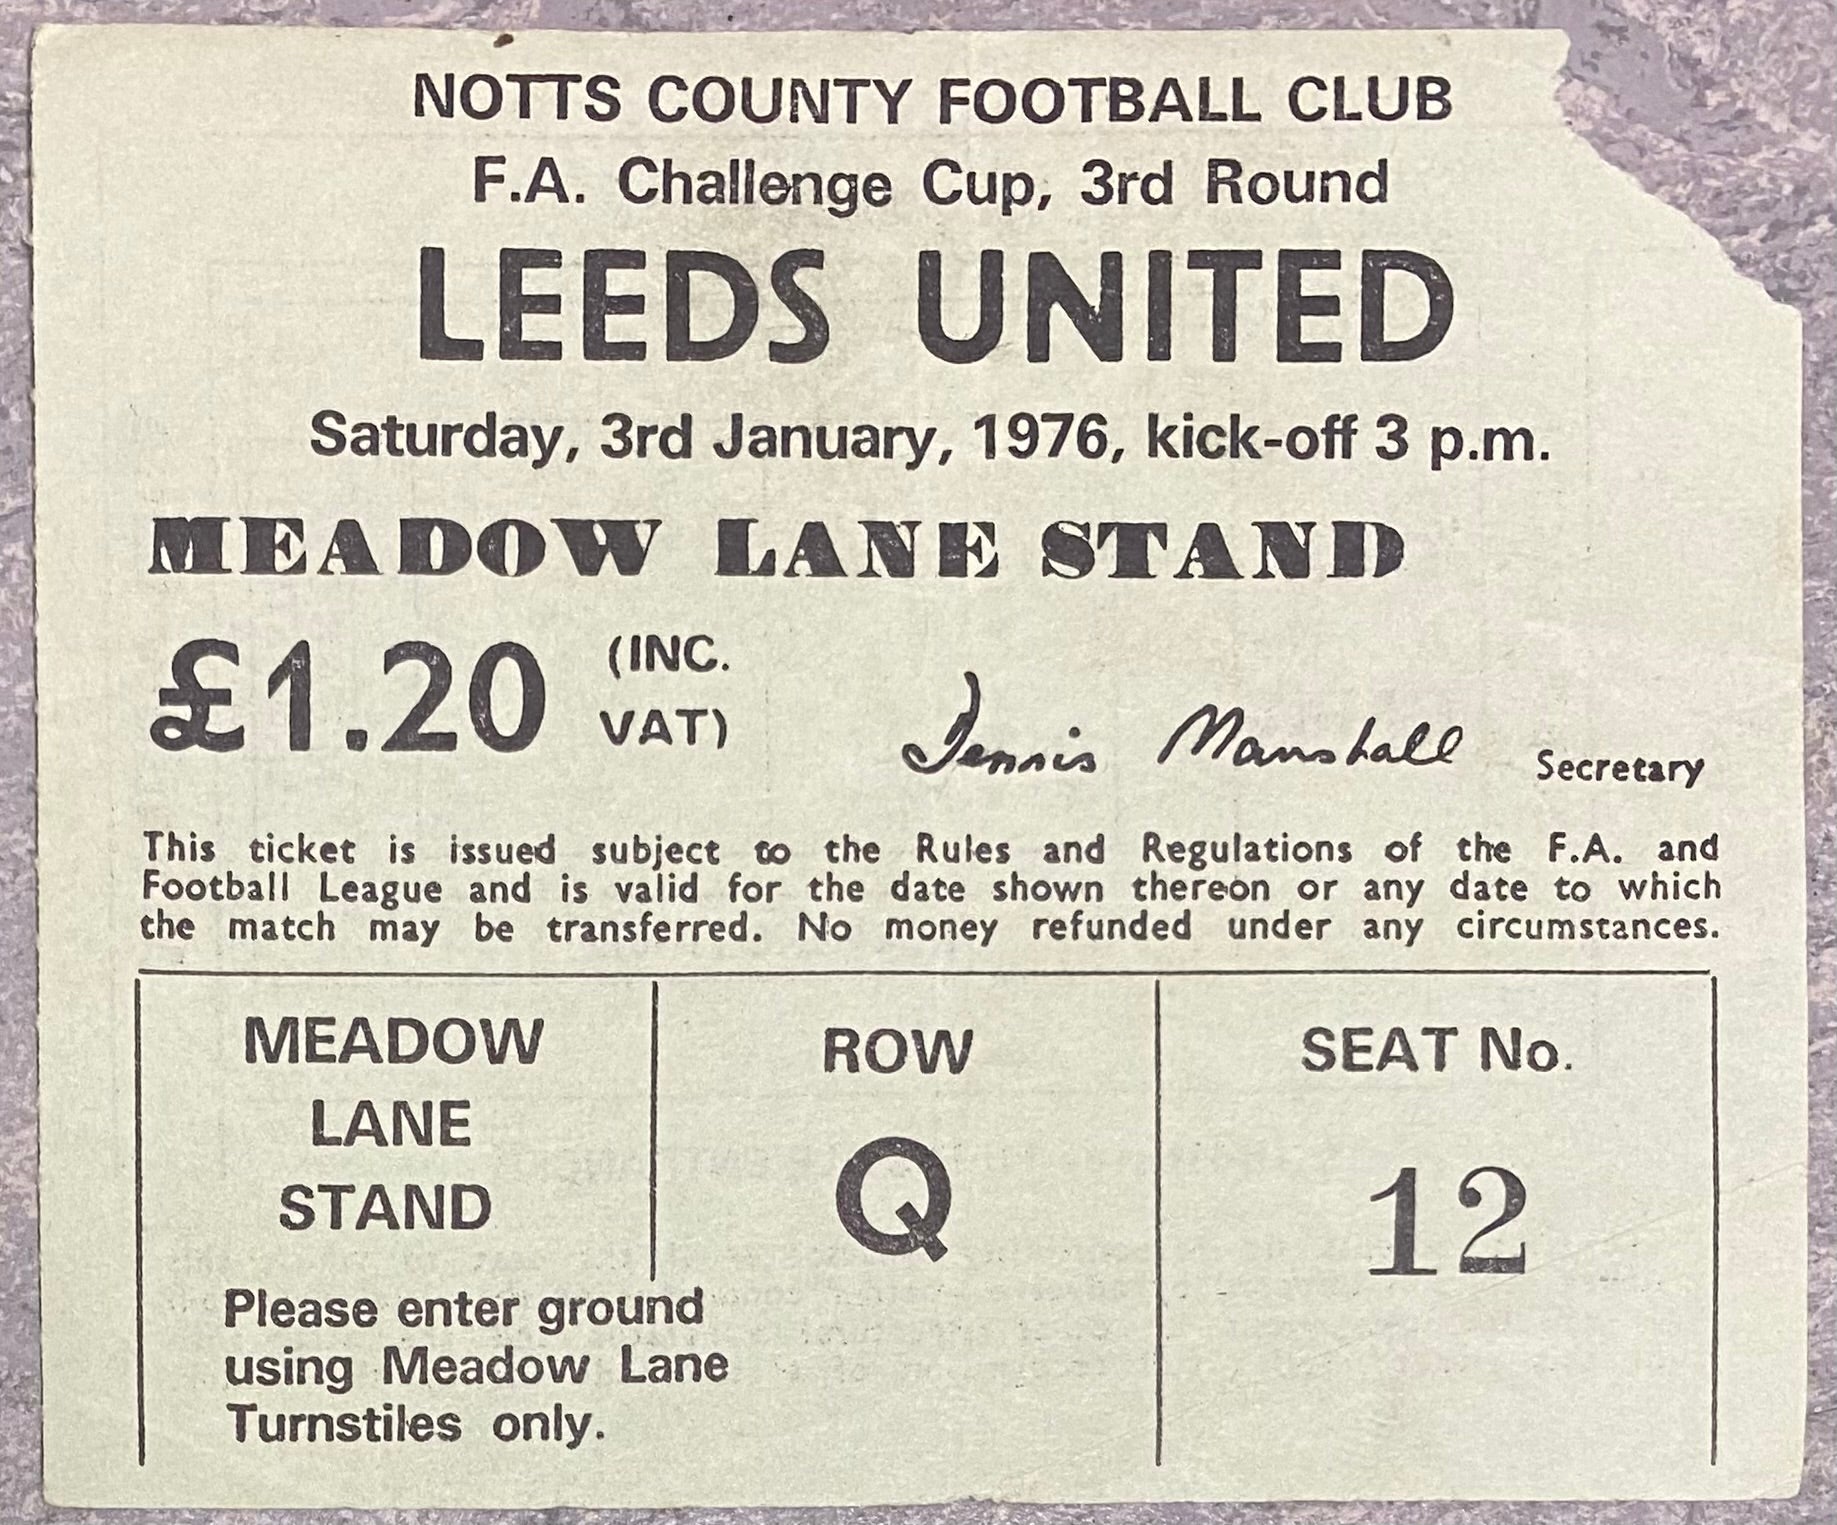 NOTTS COUNTY FOOTBALL CLUB
F.A. Challenge Cup, 3rd Round
LEEDS UNITED
Saturday, 3rd January, 1976, kick-off 3 p.m.
MEADOW LANE STAND
£1.20 (INC. VAT)
Dennis Marshall Secretary
This ticket is issued subject to the Rules and Regulations of the F.A. and
Football League and is valid for the date shown thereon or any date to which
the match may be transferred. No money refunded under any circumstances.
MEADOW
LANE
STAND
Please enter ground
using Meadow Lane
Turnstiles only.
ROW
Q
SEAT No.
12